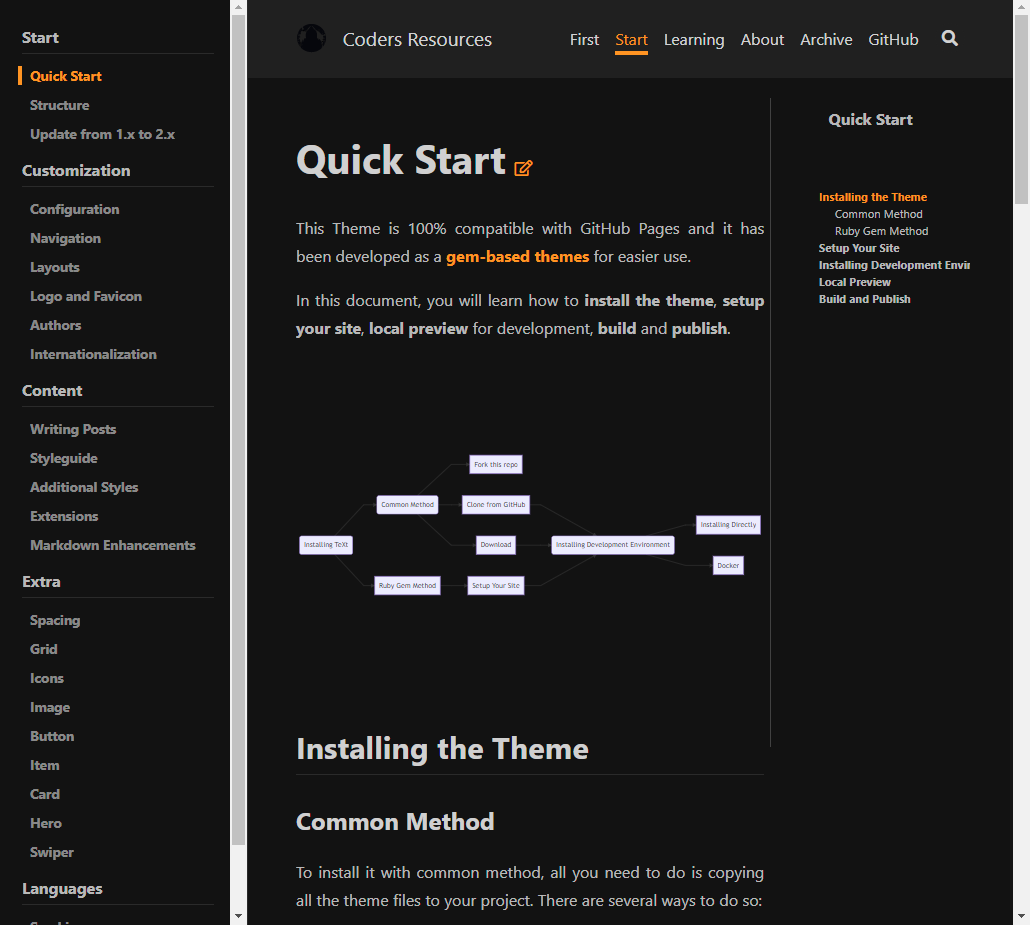 Start
Quick Start
Structure
Update from 1.x to 2.x
Customization
Configuration
Navigation
Layouts
Logo and Favicon
Authors
Internationalization
Content
Writing Posts
Styleguide
Additional Styles
Extensions
Markdown Enhancements
Extra
Spacing
Grid
Icons
Image
Button
Item
Card
Hero
Swiper
Languages
Coders Resources
First Start Learning About Archive GitHub
Quick Start
This Theme is 100% compatible with GitHub Pages and it has
been developed as a gem-based themes for easier use.
In this document, you will learn how to install the theme, setup
your site, local preview for development, build and publish.
Fork this repo
Common Method
Clone from GitHub
Installing Directly
Installing TeXt
Download
Installing Development Environment
Docker
Ruby Gem Method
Setup Your Site
Installing the Theme
Common Method
To install it with common method, all you need to do is copying
all the theme files to your project. There are several ways to do so:
Quick Start
Installing the Theme
Common Method
Ruby Gem Method
Setup Your Site
Installing Development Envir
Local Preview
Build and Publish